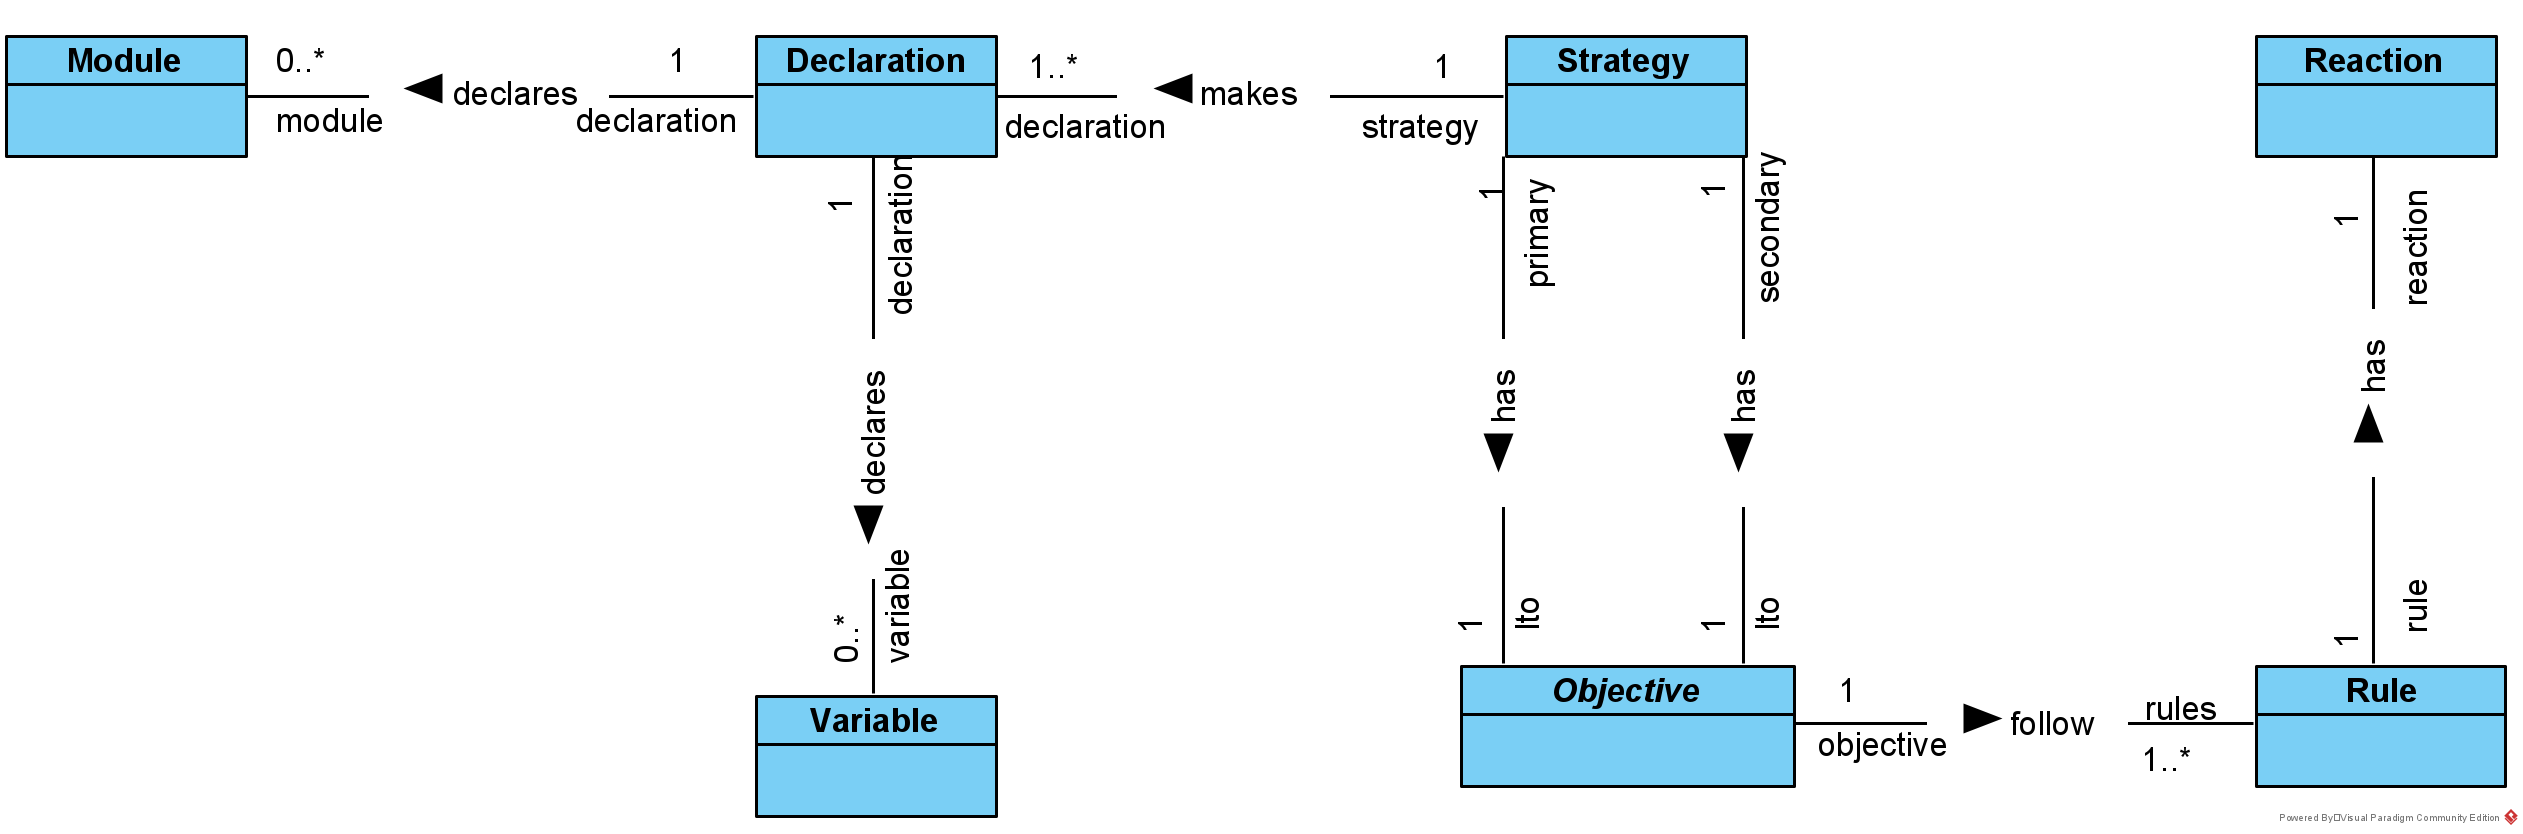 Module
0..*
module
declares
1
declaration
Declaration
1..*
declaration
makes
1
strategy
Strategy
Reaction
1
declaration
declares
0..*
variable
Variable
1
primary
has
1
lto
1
secondary
has
1
lto
Objective
1
objective
follow
rules
1..*
1
reaction
has
1
rule
Rule
Powered By□Visual Paradigm Community Edition